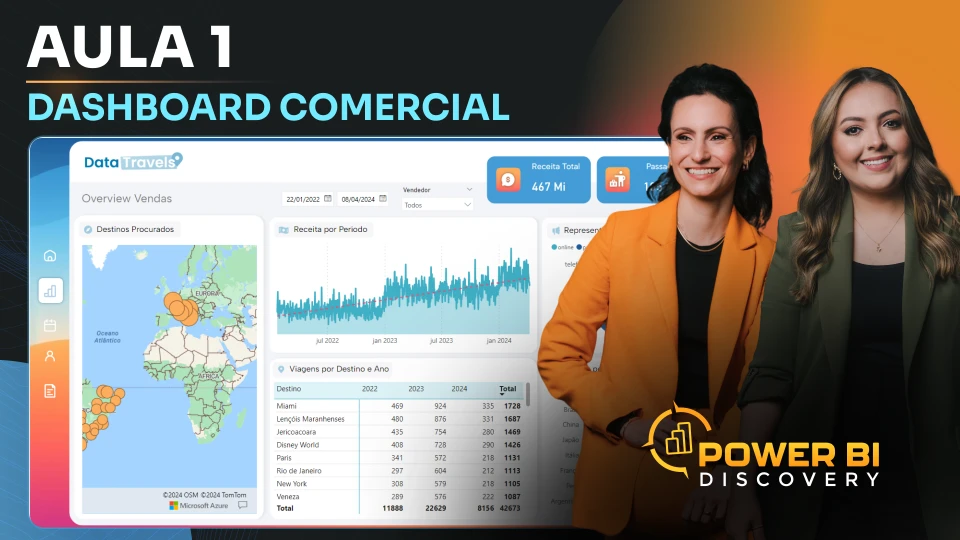 AULA 1
DASHBOARD COMERCIAL
Data Travels
Receita Total
467 Mi
Overview Vendas
22/01/2022
08/04/2024
Vendedor
Todos
Destinos Procurados
EUROPA
Oceano
Atlântico
ÁFRICA
©2024 OSM ©2024 TomTom
Microsoft Azure
Receita por Periodo
jul 2022 jan 2023 jul 2023 jan 2024
Viagens por Destino e Ano
Destino 2022 2023 2024 Total
Miami 469 924 335 1728
Lençóis Maranhenses 480 876 331 1687
Jericoacoara 435 754 280 1469
Disney World 408 728 290 1426
Paris 341 572 218 1131
Rio de Janeiro 297 604 212 1113
New York 308 579 218 1105
Veneza 289 576 222 1087
Total 11888 22629 8156 42673
online
China
POWER BI
DISCOVERY